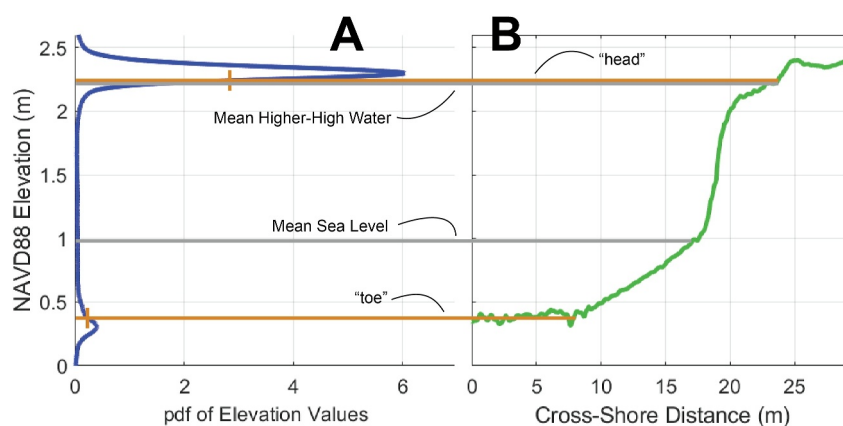 A B
2.5
"head"
2
Mean Higher-High Water
1.5
NAVD88 Elevation (m)
Mean Sea Level
1
"toe"
0.5
0
0 2 4 6 0 5 10 15 20 25
pdf of Elevation Values Cross-Shore Distance (m)